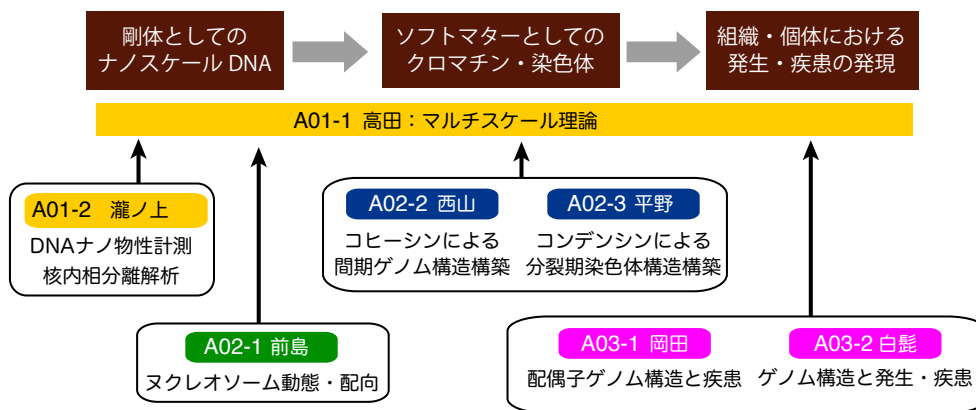 剛体としての
ナノスケール DNA
ソフトマターとしての
クロマチン・染色体
組織・個体における
発生・疾患の発現
A01-1 高田：マルチスケール理論
A01-2 瀧ノ上
DNAナノ物性計測
核内相分離解析
A02-1 前島
ヌクレオソーム動態・配向
A02-2 西山
コヒーシンによる
間期ゲノム構造構築
A02-3 平野
コンデンシンによる
分裂期染色体構造構築
A03-1 岡田
配偶子ゲノム構造と疾患
A03-2 白髭
ゲノム構造と発生・疾患